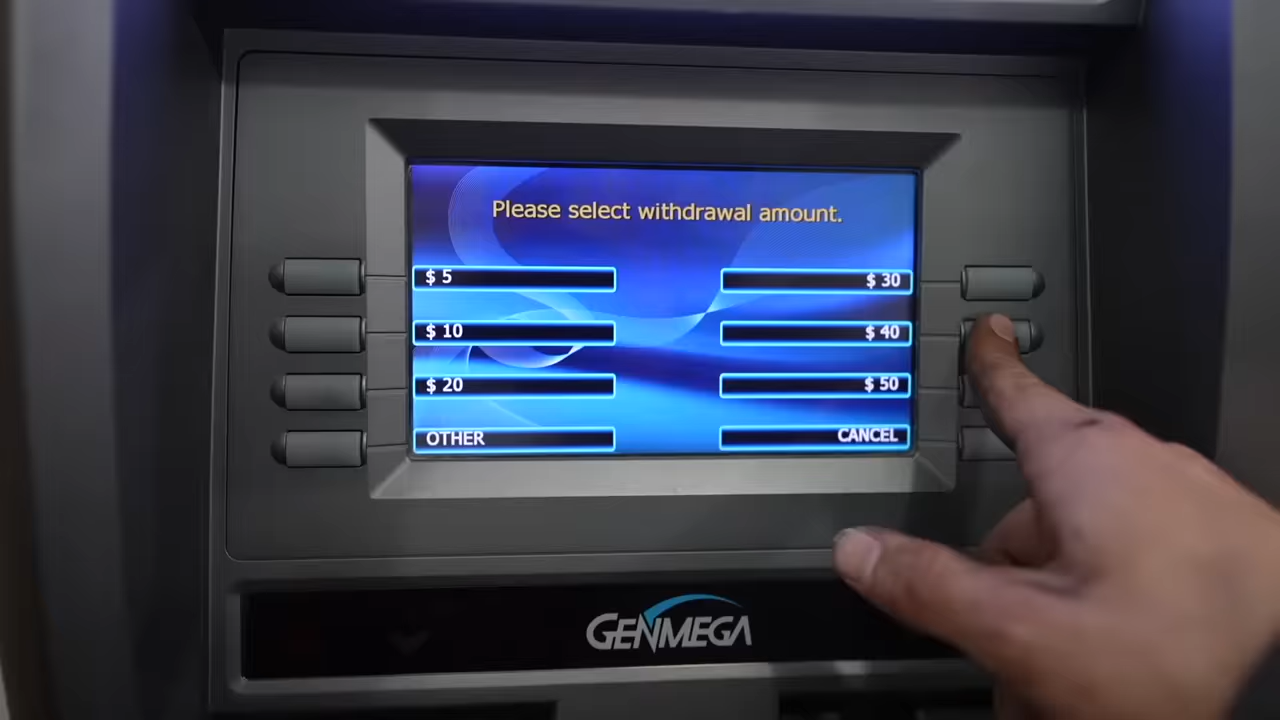 Please select withdrawal amount.
$ 5
$ 30
$ 10
$ 40
$ 20
$ 50
OTHER
CANCEL
GENMEGA